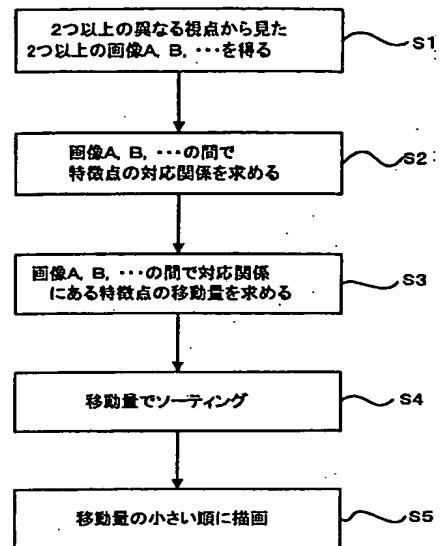 2つ以上の異なる視点から見た
2つ以上の画像A, B, ・・・を得る
S1
画像A, B, ・・・の間で
特徴点の対応関係を求める
S2
画像A, B, ・・・の間で対応関係
にある特徴点の移動量を求める
S3
移動量でソーティング
S4
移動量の小さい順に描画
S5